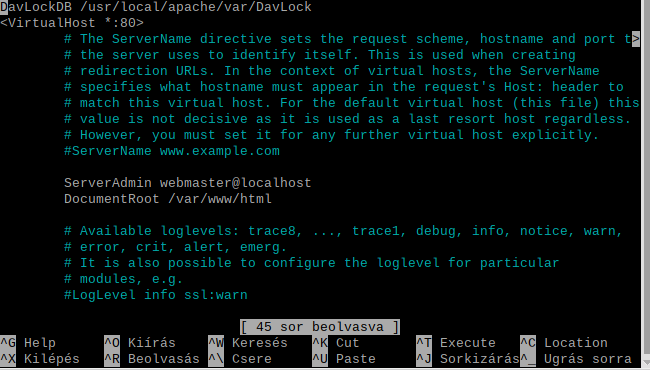 DavLockDB /usr/local/apache/var/DavLock
<VirtualHost *:80>
# The ServerName directive sets the request scheme, hostname and port t>
# the server uses to identify itself. This is used when creating
# redirection URLs. In the context of virtual hosts, the ServerName
# specifies what hostname must appear in the request's Host: header to
# match this virtual host. For the default virtual host (this file) this
# value is not decisive as it is used as a last resort host regardless.
# However, you must set it for any further virtual host explicitly.
#ServerName www.example.com
ServerAdmin webmaster@localhost
DocumentRoot /var/www/html
# Available loglevels: trace8, ..., trace1, debug, info, notice, warn,
# error, crit, alert, emerg.
# It is also possible to configure the loglevel for particular
# modules, e.g.
#LogLevel info ssl:warn
[ 45 sor beolvasva ]
^G Help ^O Kiírás ^W Keresés ^K Cut ^T Execute ^C Location
^X Kilépés ^R Beolvasás ^\ Csere ^U Paste ^J Sorkizárás ^_ Ugrás sorra